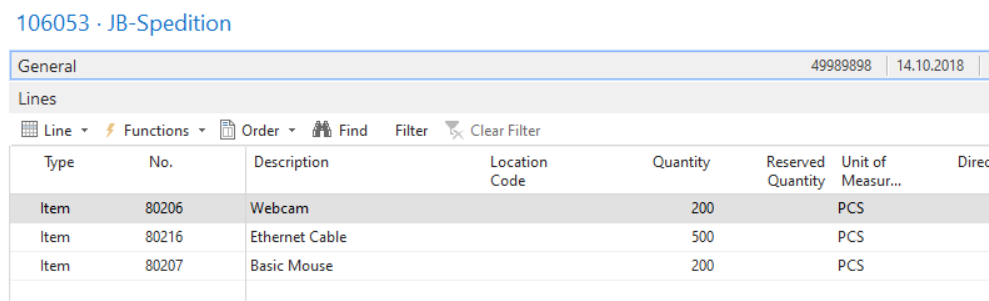 106053 · JB-Spedition
General 49989898 14.10.2018
Lines
Line Functions Order Find Filter Clear Filter
Type No. Description Location Code Quantity Reserved Quantity Unit of Measur... Direc
Item 80206 Webcam 200 PCS
Item 80216 Ethernet Cable 500 PCS
Item 80207 Basic Mouse 200 PCS